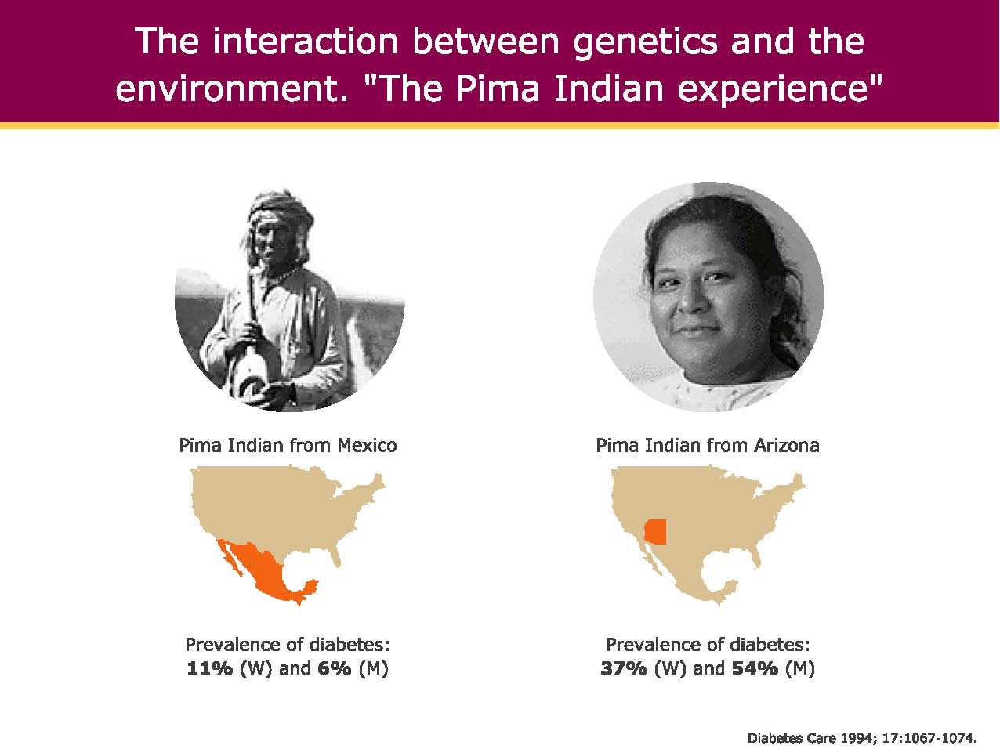 The interaction between genetics and the
environment. "The Pima Indian experience"
Pima Indian from Mexico
Prevalence of diabetes:
11% (W) and 6% (M)
Pima Indian from Arizona
Prevalence of diabetes:
37% (W) and 54% (M)
Diabetes Care 1994; 17:1067-1074.